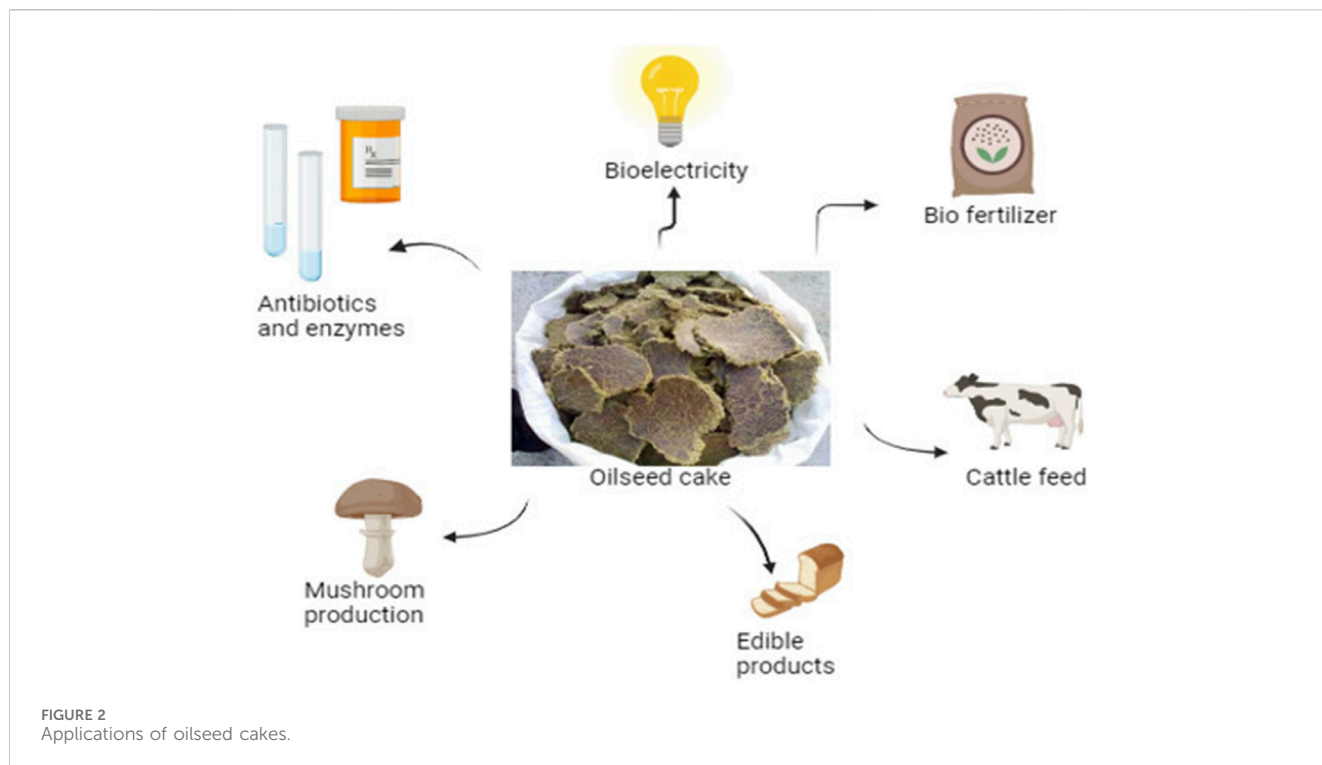 Bioelectricity
Bio fertilizer
Rx
Antibiotics
and enzymes
Oilseed cake
Cattle feed
Mushroom
production
Edible
products
FIGURE 2
Applications of oilseed cakes.